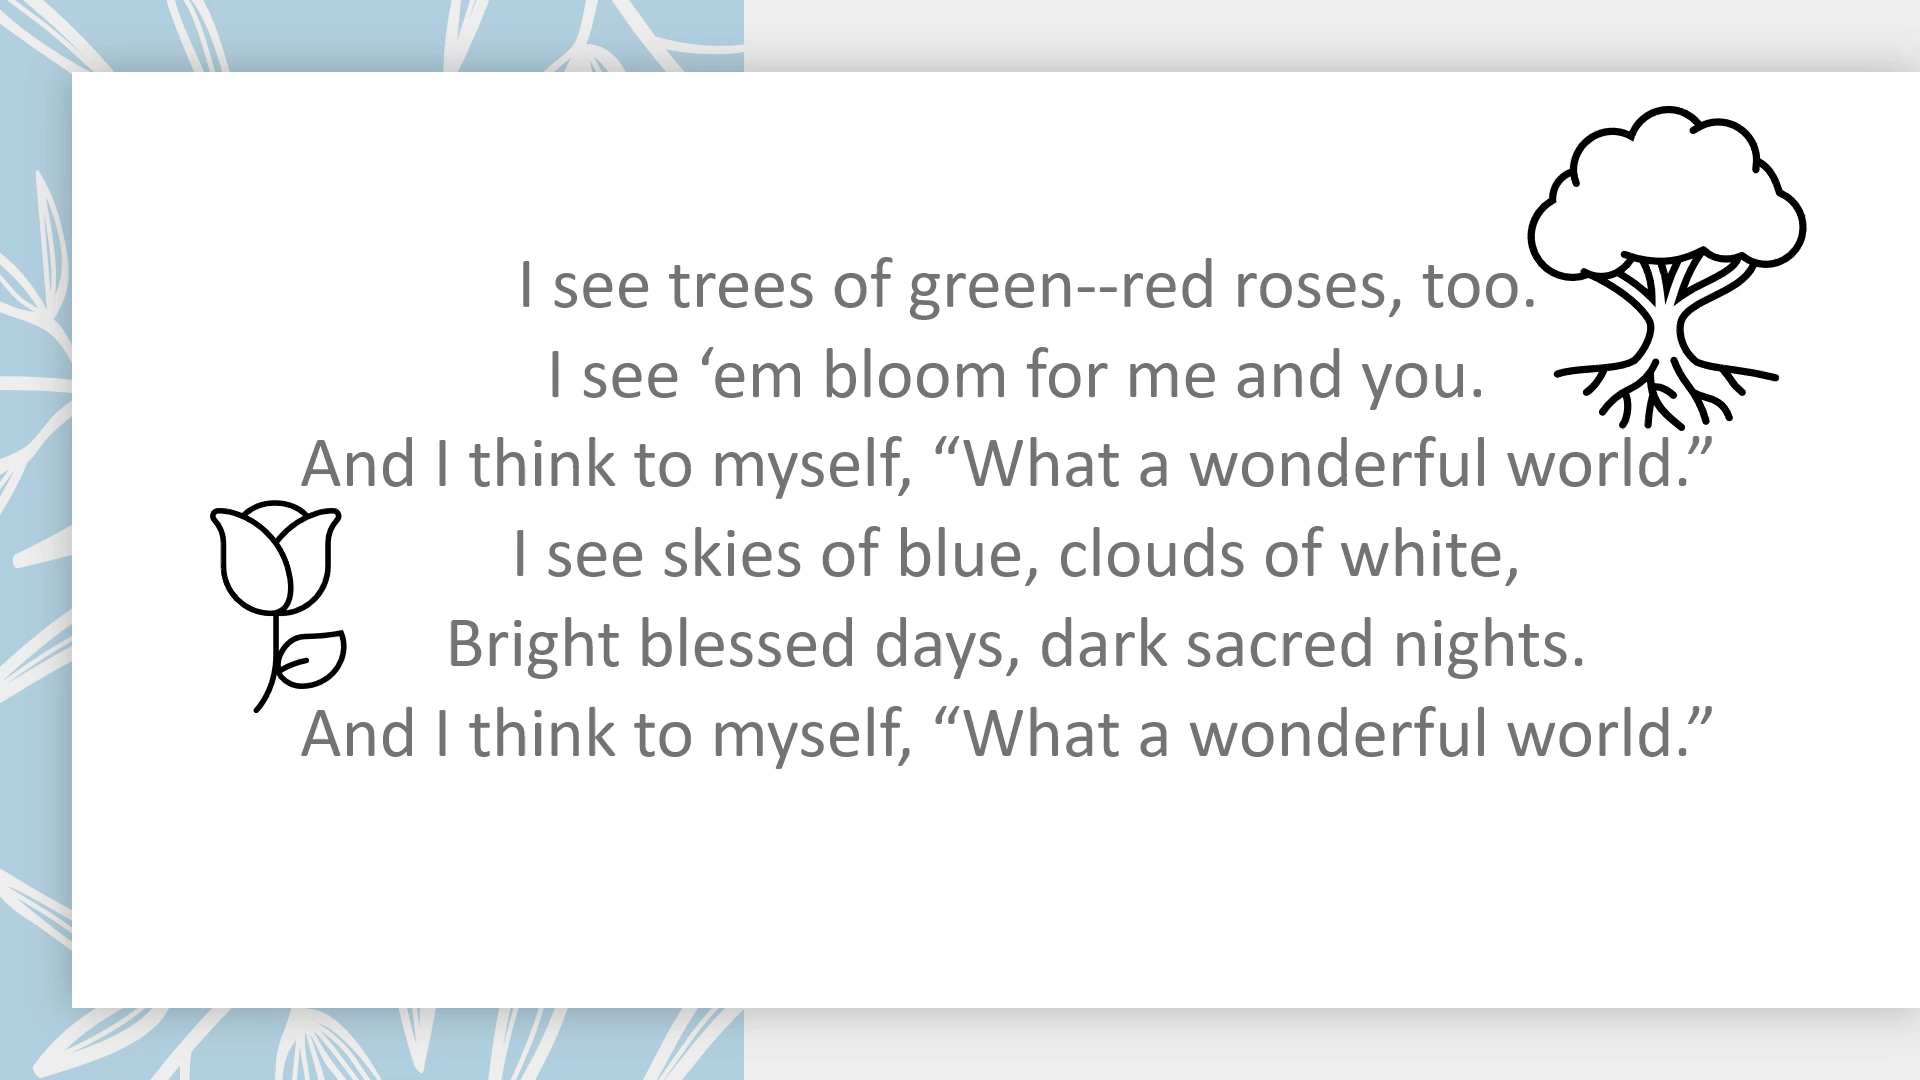 I see trees of green--red roses, too.
I see ‘em bloom for me and you.
And I think to myself, “What a wonderful world.”
I see skies of blue, clouds of white,
Bright blessed days, dark sacred nights.
And I think to myself, “What a wonderful world.”